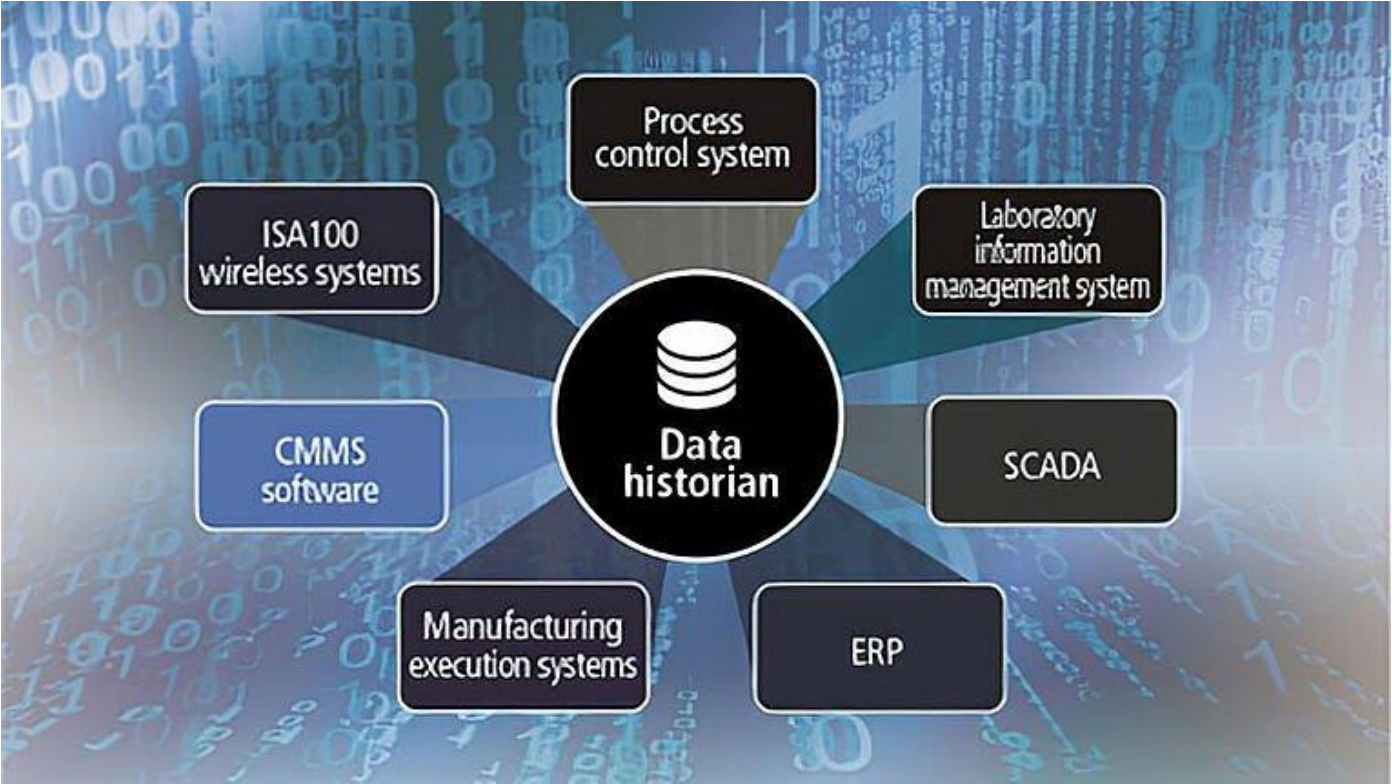 Process
control system
ISA100
wireless systems
Laboratory
information
management system
Data
historian
CMMS
software
SCADA
Manufacturing
execution systems
ERP